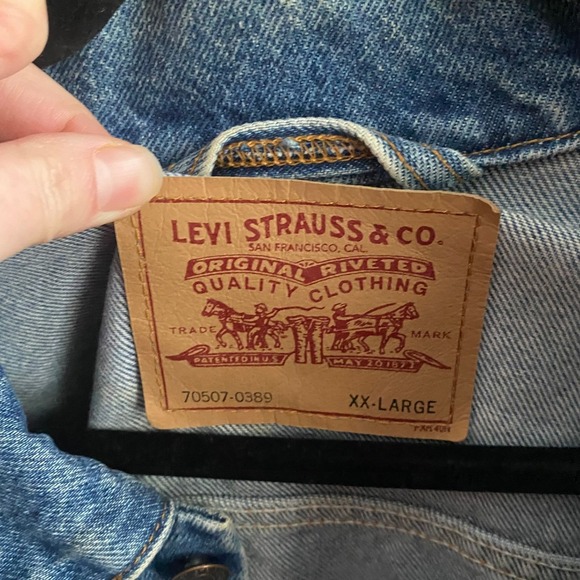 LEVI STRAUSS & CO.
SAN FRANCISCO, CAL.
ORIGINAL RIVETED
QUALITY CLOTHING
TRADE MARK
PATENTED IN U.S. MAY 20 1873
70507-0389 XX-LARGE